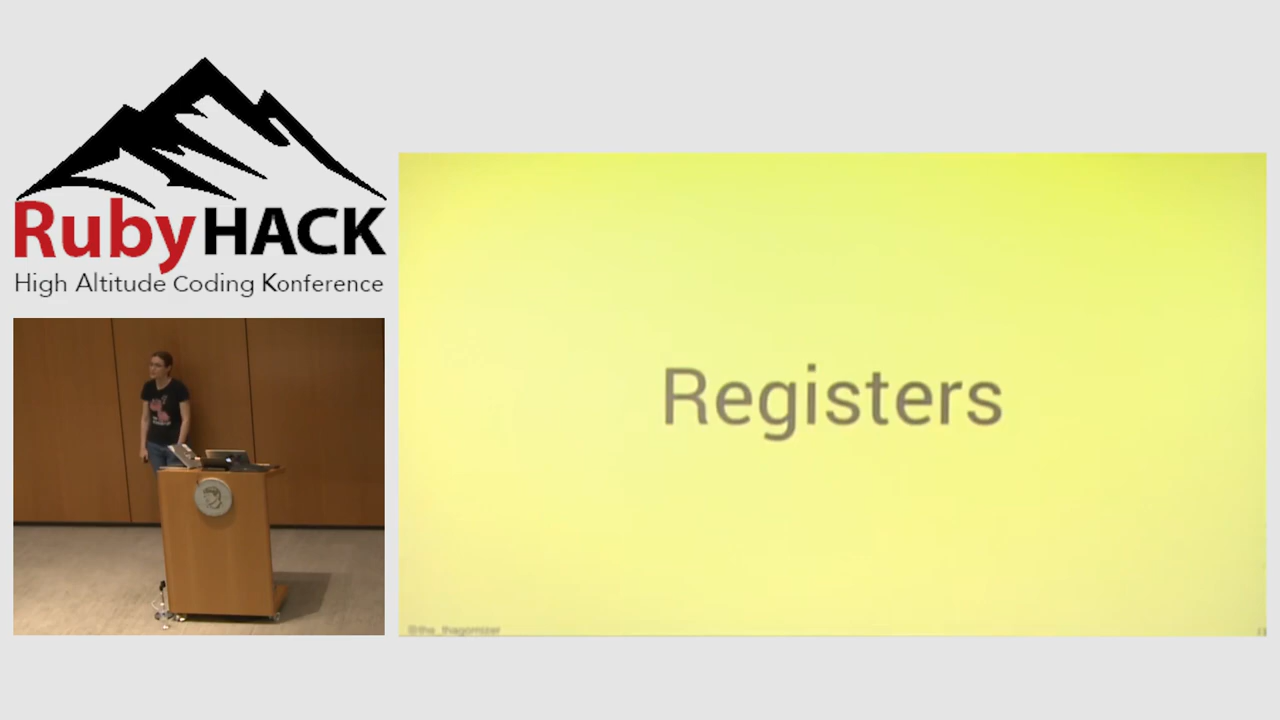 RubyHACK
High Altitude Coding Konference
Registers
@the_thagomizer